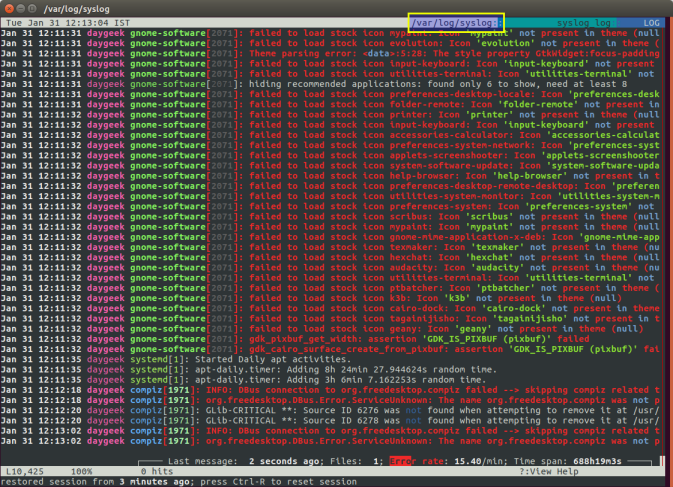 /var/log/syslog
Tue Jan 31 12:13:04 IST /var/log/syslog: syslog_log LOG
Jan 31 12:11:31 daygeek gnome-software[2071]: failed to load stock icon mypaint: Icon 'mypaint' not present in theme (null
Jan 31 12:11:31 daygeek gnome-software[2071]: failed to load stock icon evolution: Icon 'evolution' not present in theme (
Jan 31 12:11:31 daygeek gnome-software[2071]: Theme parsing error: <data>:5:28: The style property GtkWidget:focus-padding
Jan 31 12:11:31 daygeek gnome-software[2071]: failed to load stock icon input-keyboard: Icon 'input-keyboard' not present
Jan 31 12:11:31 daygeek gnome-software[2071]: failed to load stock icon utilities-terminal: Icon 'utilities-terminal' not
Jan 31 12:11:31 daygeek gnome-software[2071]: hiding recommended applications: found only 6 to show, need at least 8
Jan 31 12:11:32 daygeek gnome-software[2071]: failed to load stock icon preferences-desktop-locale: Icon 'preferences-desk
Jan 31 12:11:32 daygeek gnome-software[2071]: failed to load stock icon folder-remote: Icon 'folder-remote' not present in
Jan 31 12:11:32 daygeek gnome-software[2071]: failed to load stock icon printer: Icon 'printer' not present in theme (null
Jan 31 12:11:32 daygeek gnome-software[2071]: failed to load stock icon input-keyboard: Icon 'input-keyboard' not present
Jan 31 12:11:32 daygeek gnome-software[2071]: failed to load stock icon accessories-calculator: Icon 'accessories-calculat
Jan 31 12:11:32 daygeek gnome-software[2071]: failed to load stock icon preferences-system-network: Icon 'preferences-syst
Jan 31 12:11:32 daygeek gnome-software[2071]: failed to load stock icon applets-screenshooter: Icon 'applets-screenshooter'
Jan 31 12:11:32 daygeek gnome-software[2071]: failed to load stock icon system-software-update: Icon 'system-software-upda
Jan 31 12:11:32 daygeek gnome-software[2071]: failed to load stock icon help-browser: Icon 'help-browser' not present in t
Jan 31 12:11:32 daygeek gnome-software[2071]: failed to load stock icon preferences-desktop-remote-desktop: Icon 'preferen
Jan 31 12:11:32 daygeek gnome-software[2071]: failed to load stock icon utilities-system-monitor: Icon 'utilities-system-m
Jan 31 12:11:32 daygeek gnome-software[2071]: failed to load stock icon preferences-system: Icon 'preferences-system' not
Jan 31 12:11:32 daygeek gnome-software[2071]: failed to load stock icon scribus: Icon 'scribus' not present in theme (null
Jan 31 12:11:32 daygeek gnome-software[2071]: failed to load stock icon mypaint: Icon 'mypaint' not present in theme (null
Jan 31 12:11:32 daygeek gnome-software[2071]: failed to load stock icon gnome-mime-application-x-deb: Icon 'gnome-mime-app
Jan 31 12:11:32 daygeek gnome-software[2071]: failed to load stock icon texmaker: Icon 'texmaker' not present in theme (nu
Jan 31 12:11:32 daygeek gnome-software[2071]: failed to load stock icon hexchat: Icon 'hexchat' not present in theme (null
Jan 31 12:11:32 daygeek gnome-software[2071]: failed to load stock icon audacity: Icon 'audacity' not present in theme (nu
Jan 31 12:11:32 daygeek gnome-software[2071]: failed to load stock icon utilities-terminal: Icon 'utilities-terminal' not
Jan 31 12:11:32 daygeek gnome-software[2071]: failed to load stock icon ptbatcher: Icon 'ptbatcher' not present in theme (
Jan 31 12:11:32 daygeek gnome-software[2071]: failed to load stock icon k3b: Icon 'k3b' not present in theme (null)
Jan 31 12:11:32 daygeek gnome-software[2071]: failed to load stock icon cairo-dock: Icon 'cairo-dock' not present in theme
Jan 31 12:11:32 daygeek gnome-software[2071]: failed to load stock icon tagainijisho: Icon 'tagainijisho' not present in t
Jan 31 12:11:32 daygeek gnome-software[2071]: failed to load stock icon geany: Icon 'geany' not present in theme (null)
Jan 31 12:11:32 daygeek gnome-software[2071]: gdk_pixbuf_get_width: assertion 'GDK_IS_PIXBUF (pixbuf)' failed
Jan 31 12:11:32 daygeek gnome-software[2071]: gdk_cairo_surface_create_from_pixbuf: assertion 'GDK_IS_PIXBUF (pixbuf)' fai
Jan 31 12:11:35 daygeek systemd[1]: Started Daily apt activities.
Jan 31 12:11:35 daygeek systemd[1]: apt-daily.timer: Adding 8h 24min 27.944624s random time.
Jan 31 12:11:35 daygeek systemd[1]: apt-daily.timer: Adding 3h 6min 7.162253s random time.
Jan 31 12:12:18 daygeek compiz[1971]: INFO: DBus connection to org.freedesktop.compiz failed --> skipping compiz related t
Jan 31 12:12:20 daygeek compiz[1971]: org.freedesktop.DBus.Error.ServiceUnknown: The name org.freedesktop.compiz was not p
Jan 31 12:12:20 daygeek compiz[1971]: GLib-CRITICAL **: Source ID 6276 was not found when attempting to remove it at /usr/
Jan 31 12:12:20 daygeek compiz[1971]: GLib-CRITICAL **: Source ID 6278 was not found when attempting to remove it at /usr/
Jan 31 12:13:02 daygeek compiz[1971]: INFO: DBus connection to org.freedesktop.compiz failed --> skipping compiz related t
Jan 31 12:13:02 daygeek compiz[1971]: org.freedesktop.DBus.Error.ServiceUnknown: The name org.freedesktop.compiz was not p
Last message: 2 seconds ago; Files: 1; Error rate: 15.40/min; Time span: 688h19m3s
L10,425 100% 0 hits ?:View Help
restored session from 3 minutes ago; press Ctrl-R to reset session